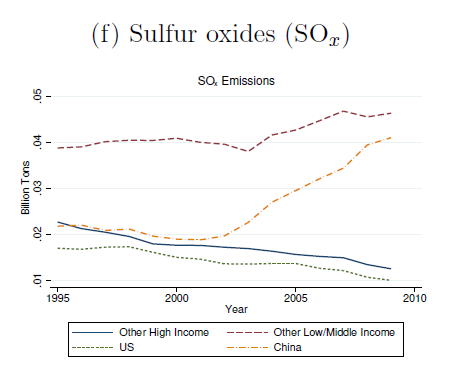 (f) Sulfur oxides (SOx)
SOx Emissions
Billion Tons
.05
.04
.03
.02
.01
1995 2000 2005 2010
Year
Other High Income Other Low/Middle Income
US China